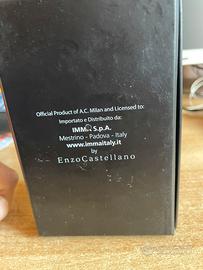 Official Product of A.C. Milan and Licensed to:
Importato e Distribuito da:
IMMA S.p.A.
Mestrino - Padova - Italy
www.immaitaly.it
by
EnzoCastellano